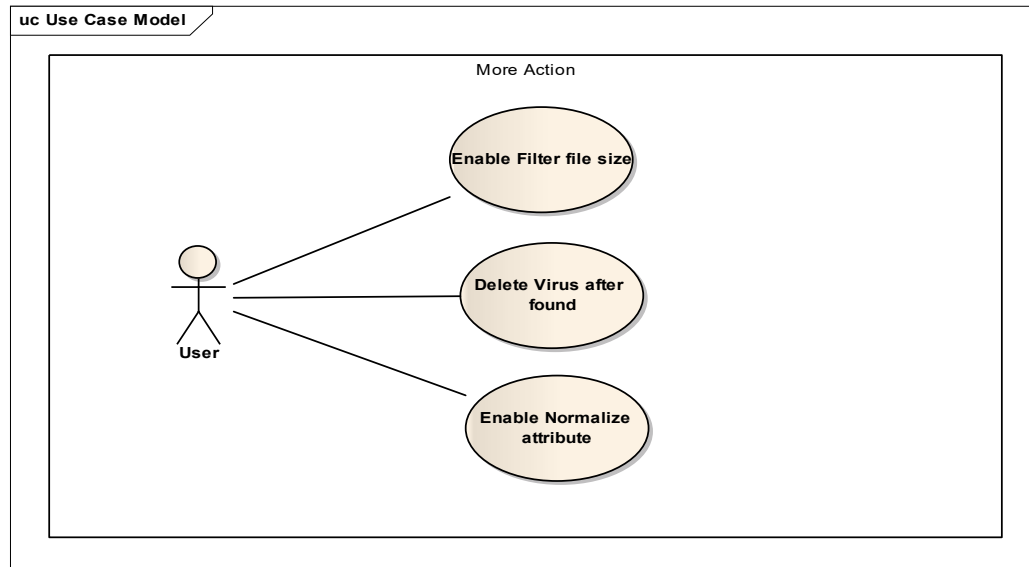 uc Use Case Model
More Action
Enable Filter file size
Delete Virus after
found
User
Enable Normalize
attribute